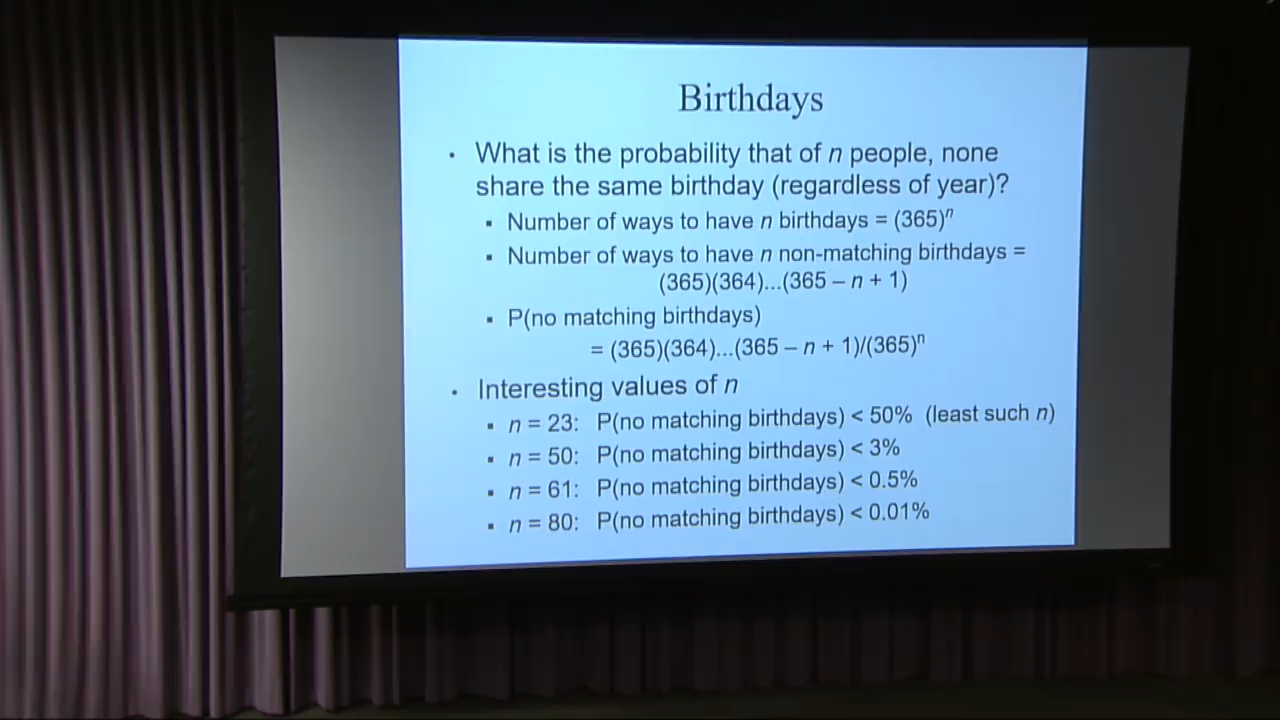 Birthdays
• What is the probability that of n people, none
share the same birthday (regardless of year)?
▪ Number of ways to have n birthdays = (365)ⁿ
▪ Number of ways to have n non-matching birthdays =
(365)(364)...(365 – n + 1)
▪ P(no matching birthdays)
= (365)(364)...(365 – n + 1)/(365)ⁿ
• Interesting values of n
▪ n = 23: P(no matching birthdays) < 50% (least such n)
▪ n = 50: P(no matching birthdays) < 3%
▪ n = 61: P(no matching birthdays) < 0.5%
▪ n = 80: P(no matching birthdays) < 0.01%